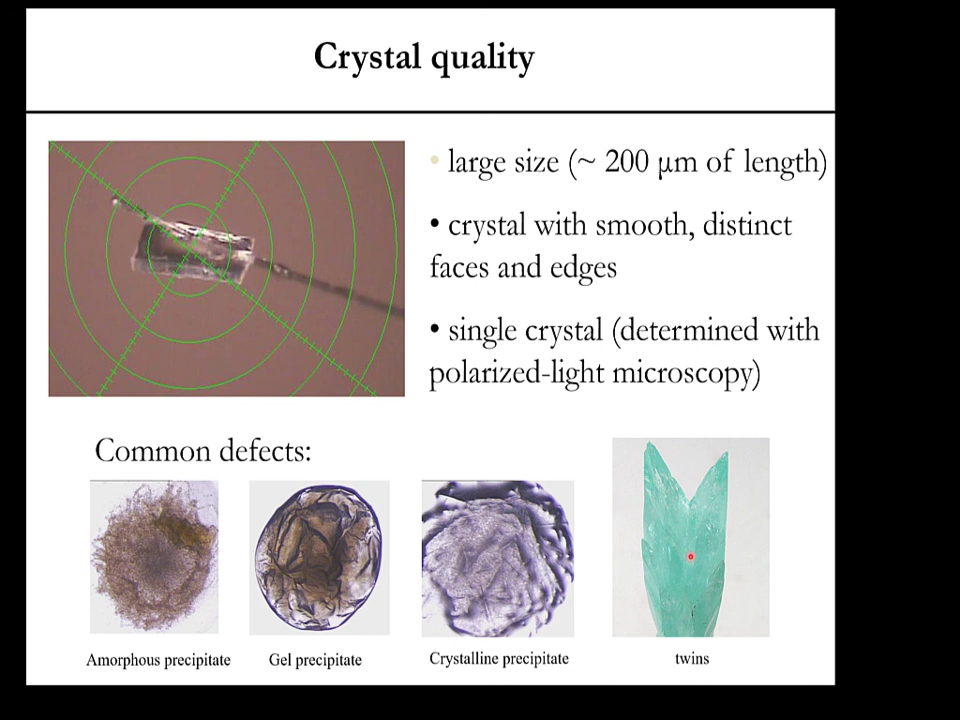 Crystal quality
• large size (~ 200 µm of length)
• crystal with smooth, distinct
faces and edges
• single crystal (determined with
polarized-light microscopy)
Common defects:
Amorphous precipitate
Gel precipitate
Crystalline precipitate
twins